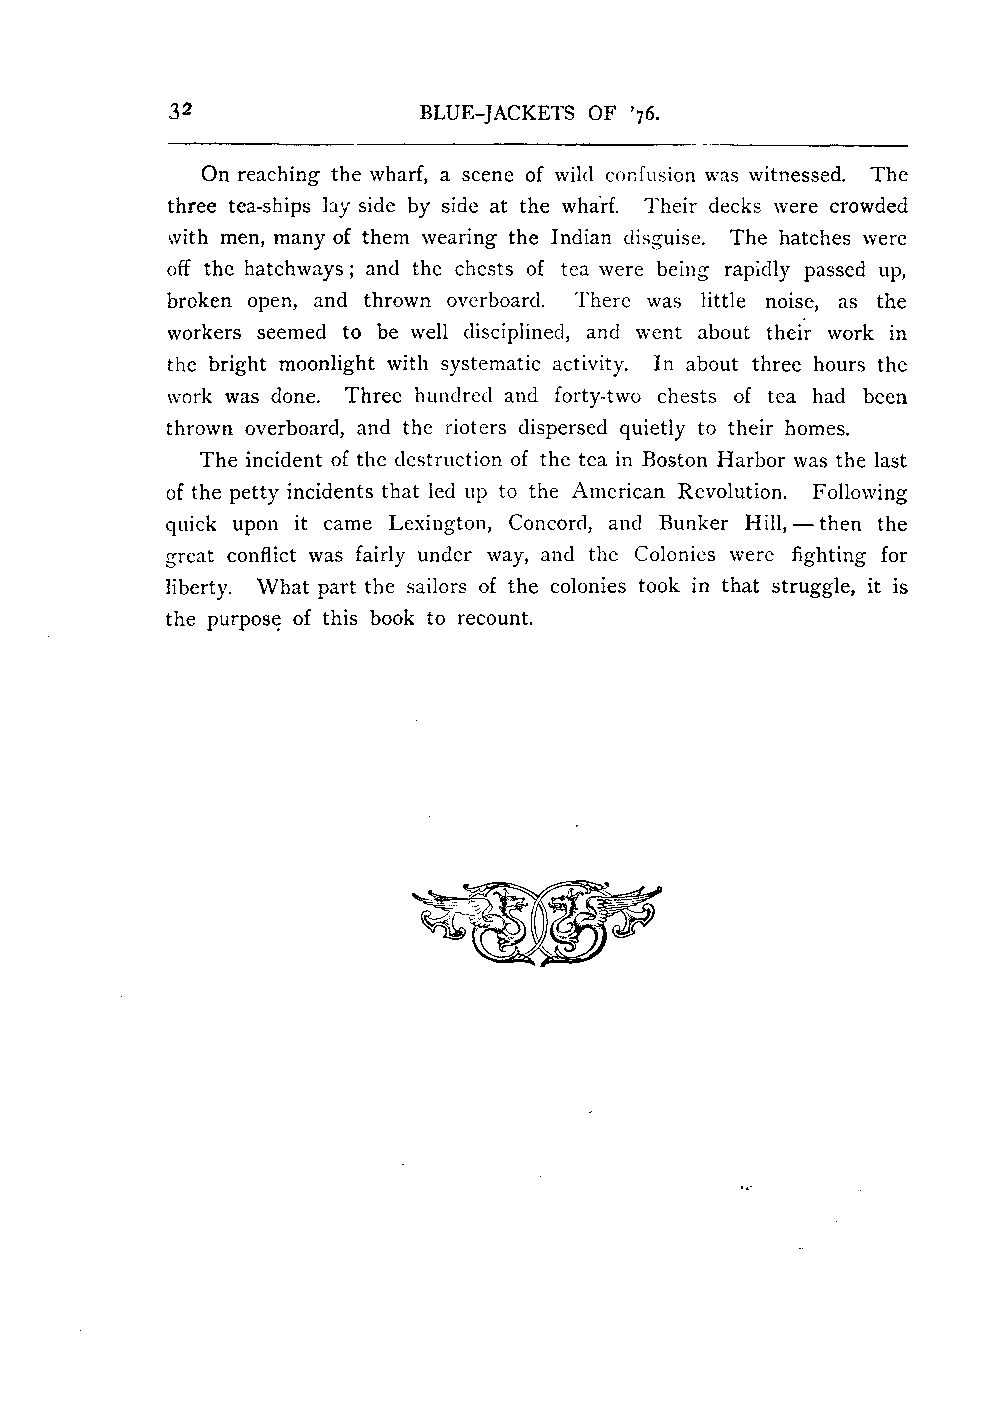 32 BLUE-JACKETS OF ’76.
On reaching the wharf, a scene of wild confusion was witnessed. The
three tea-ships lay side by side at the wharf. Their decks were crowded
with men, many of them wearing the Indian disguise. The hatches were
off the hatchways; and the chests of tea were being rapidly passed up,
broken open, and thrown overboard. There was little noise, as the
workers seemed to be well disciplined, and went about their work in
the bright moonlight with systematic activity. In about three hours the
work was done. Three hundred and forty-two chests of tea had been
thrown overboard, and the rioters dispersed quietly to their homes.
The incident of the destruction of the tea in Boston Harbor was the last
of the petty incidents that led up to the American Revolution. Following
quick upon it came Lexington, Concord, and Bunker Hill, — then the
great conflict was fairly under way, and the Colonies were fighting for
liberty. What part the sailors of the colonies took in that struggle, it is
the purpose of this book to recount.